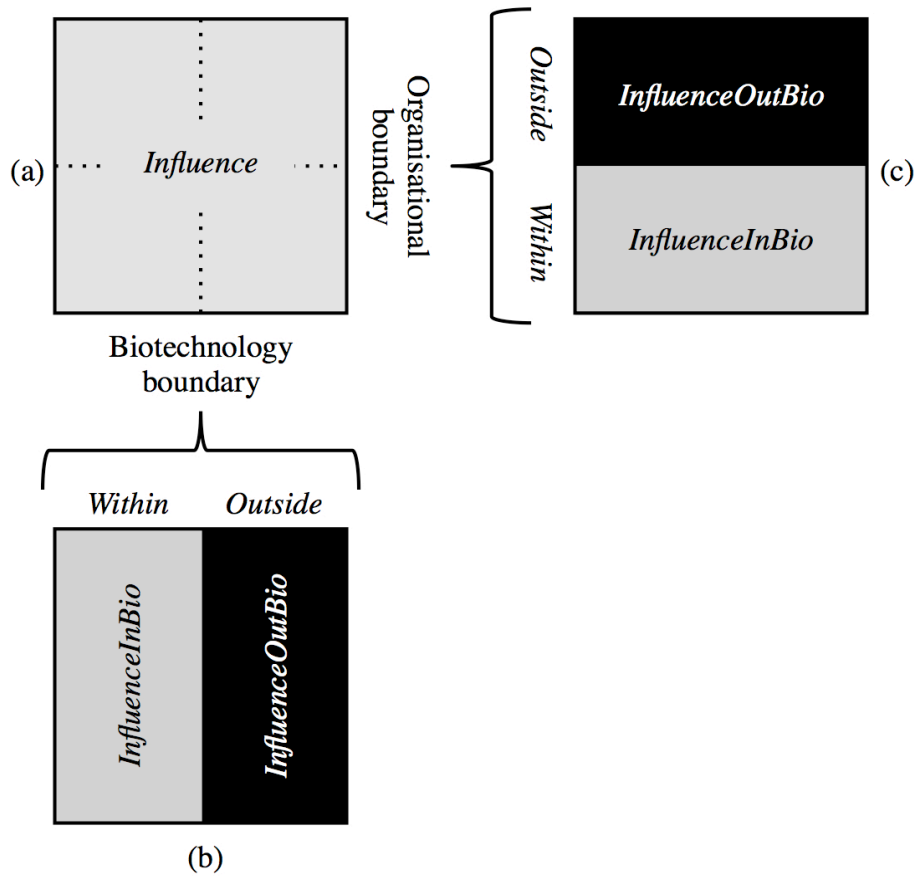 (a)
Influence
Organisational
boundary
Outside
Within
InfluenceOutBio
InfluenceInBio
(c)
Biotechnology
boundary
Within
Outside
InfluenceInBio
InfluenceOutBio
(b)